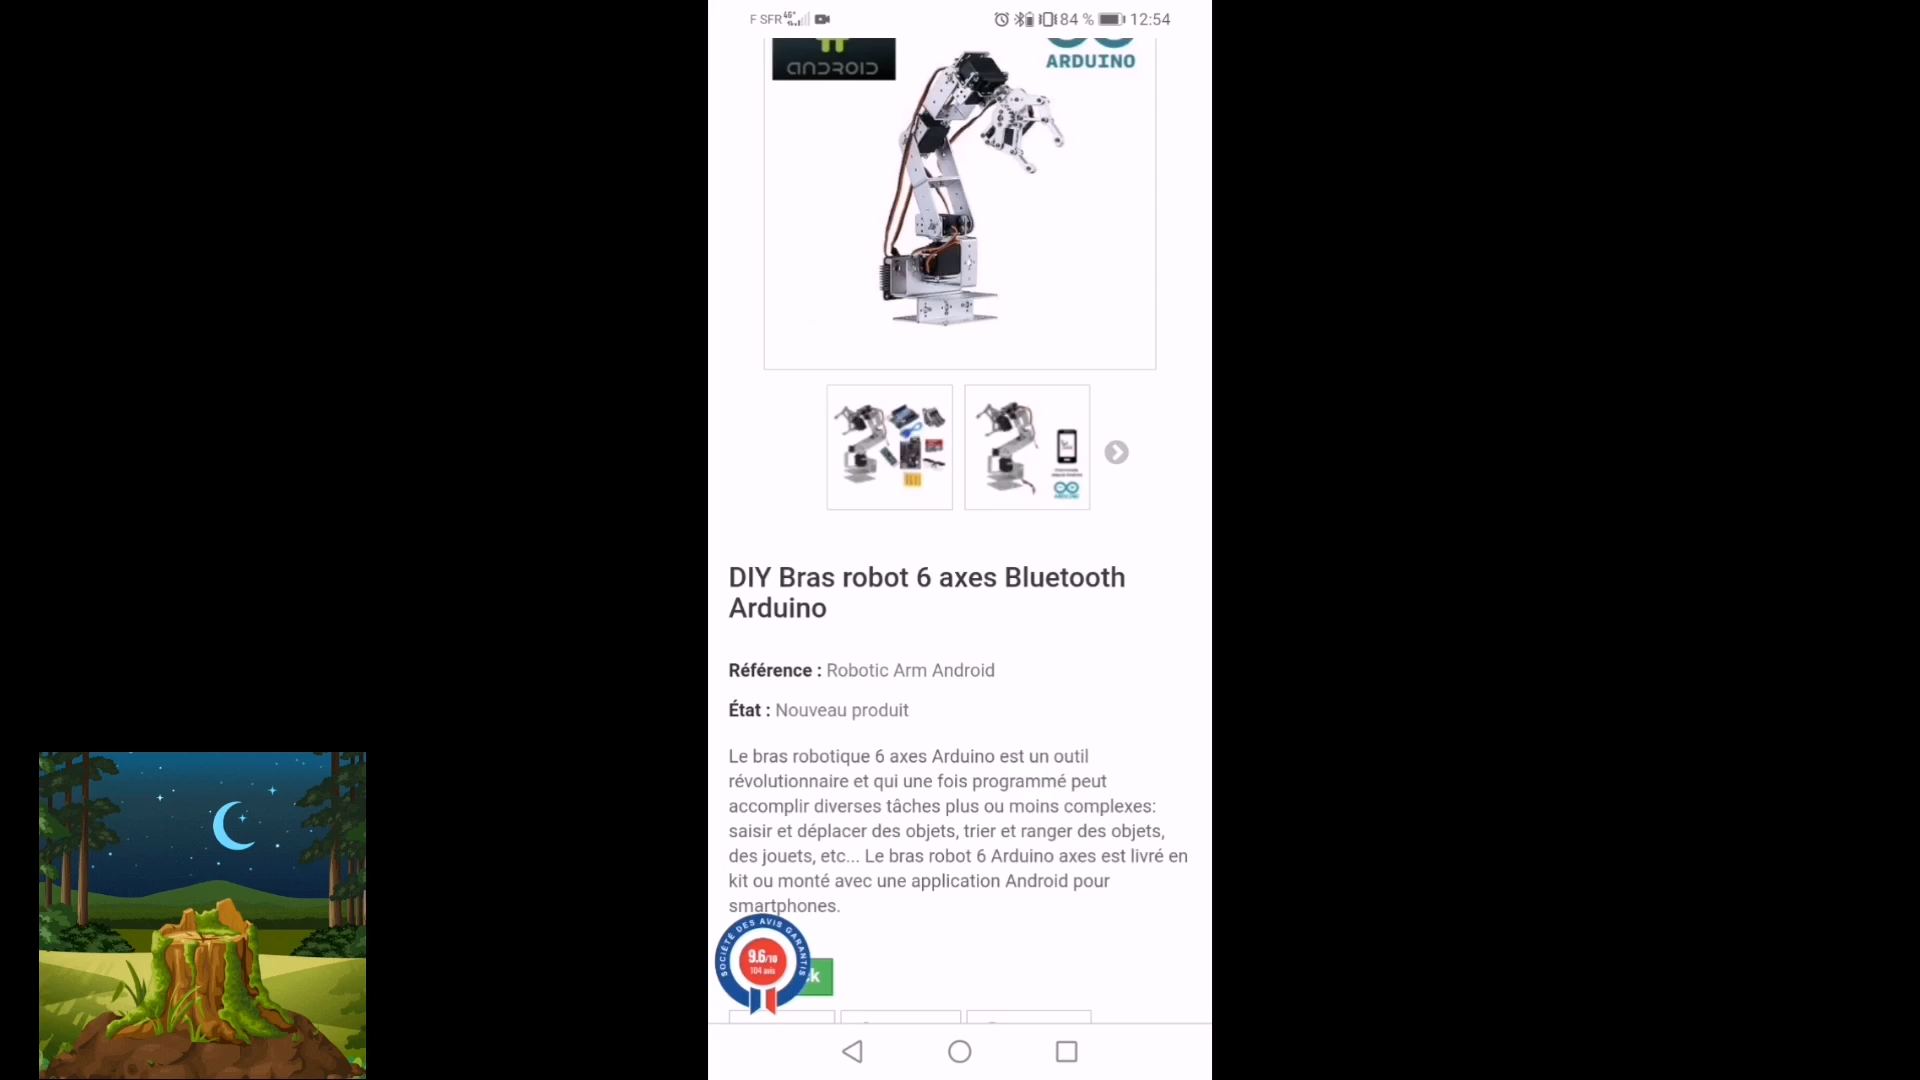 F SFR 4G+ 84 % 12:54
ANDROID
ARDUINO
DIY Bras robot 6 axes Bluetooth
Arduino
Référence : Robotic Arm Android
État : Nouveau produit
Le bras robotique 6 axes Arduino est un outil
révolutionnaire et qui une fois programmé peut
accomplir diverses tâches plus ou moins complexes:
saisir et déplacer des objets, trier et ranger des objets,
des jouets, etc... Le bras robot 6 Arduino axes est livré en
kit ou monté avec une application Android pour
smartphones.
SOCIÉTÉ DES AVIS GARANTIS
9.6/10
104 avis
k